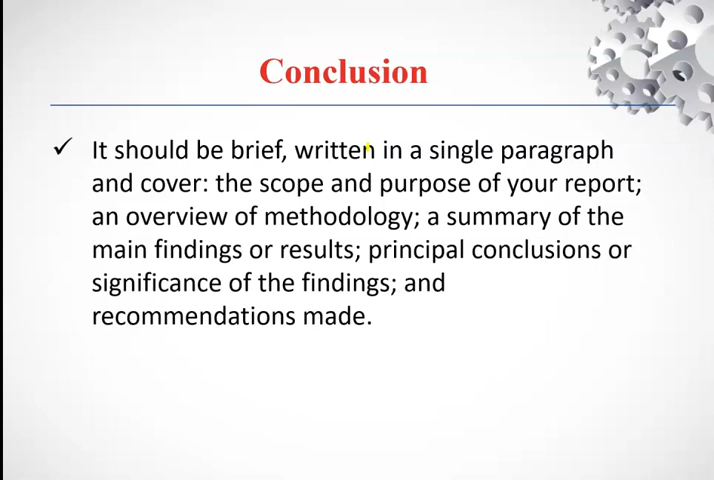 Conclusion
✓ It should be brief, written in a single paragraph
and cover: the scope and purpose of your report;
an overview of methodology; a summary of the
main findings or results; principal conclusions or
significance of the findings; and
recommendations made.